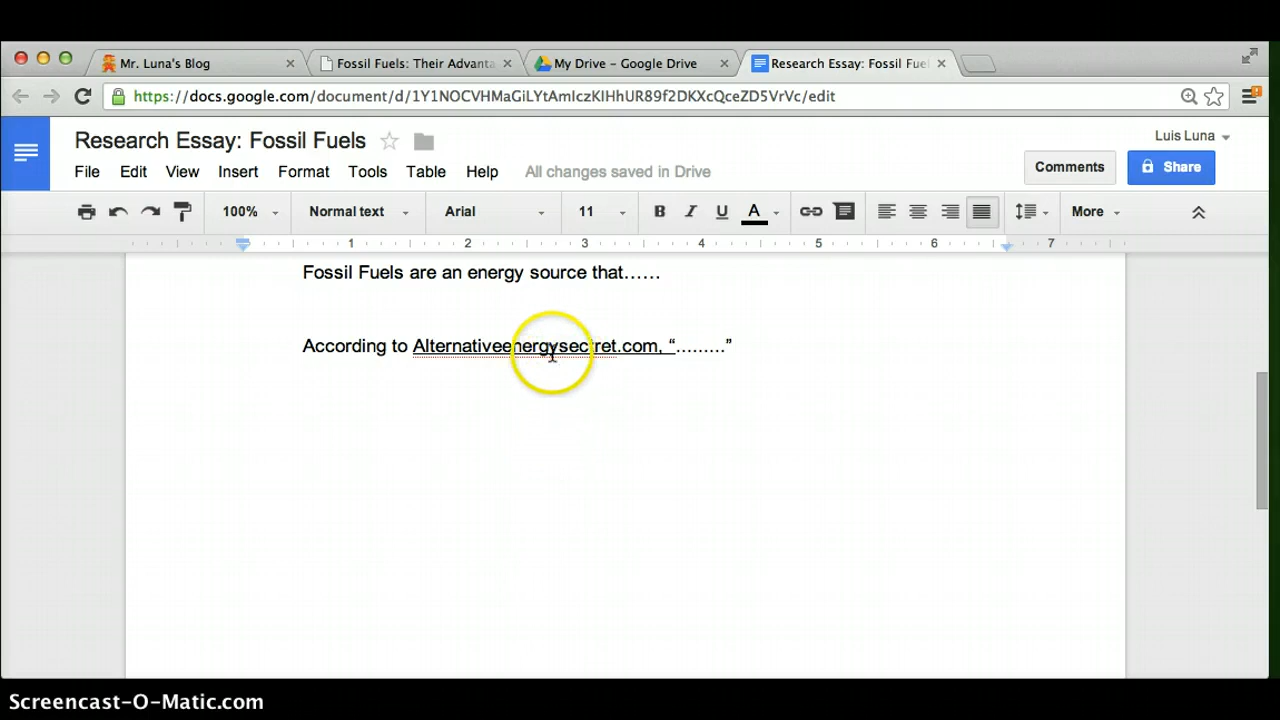 Mr. Luna's Blog
Fossil Fuels: Their Advanta
My Drive – Google Drive
Research Essay: Fossil Fue
https://docs.google.com/document/d/1Y1NOCVHMaGiLYtAmIczKIHhUR89f2DKXcQceZD5VrVc/edit
Research Essay: Fossil Fuels
Luis Luna
File Edit View Insert Format Tools Table Help All changes saved in Drive
Comments Share
100% Normal text Arial 11 B I U A More
1 2 3 4 5 6 7
Fossil Fuels are an energy source that……
According to Alternativeenergysecrret.com, “………”
Screencast-O-Matic.com